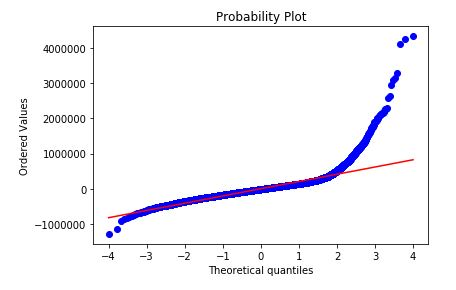 Probability Plot
Ordered Values
4000000
3000000
2000000
1000000
0
−1000000
−4 −3 −2 −1 0 1 2 3 4
Theoretical quantiles